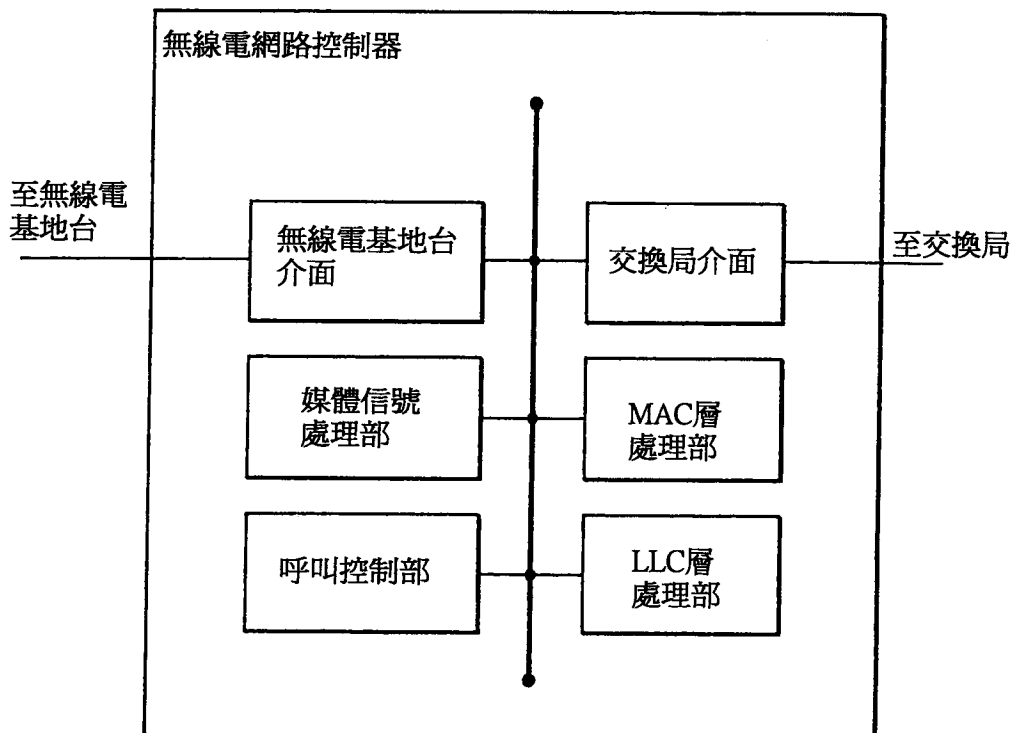 無線電網路控制器
至無線電
基地台
無線電基地台
介面
交換局介面
至交換局
媒體信號
處理部
MAC層
處理部
呼叫控制部
LLC層
處理部